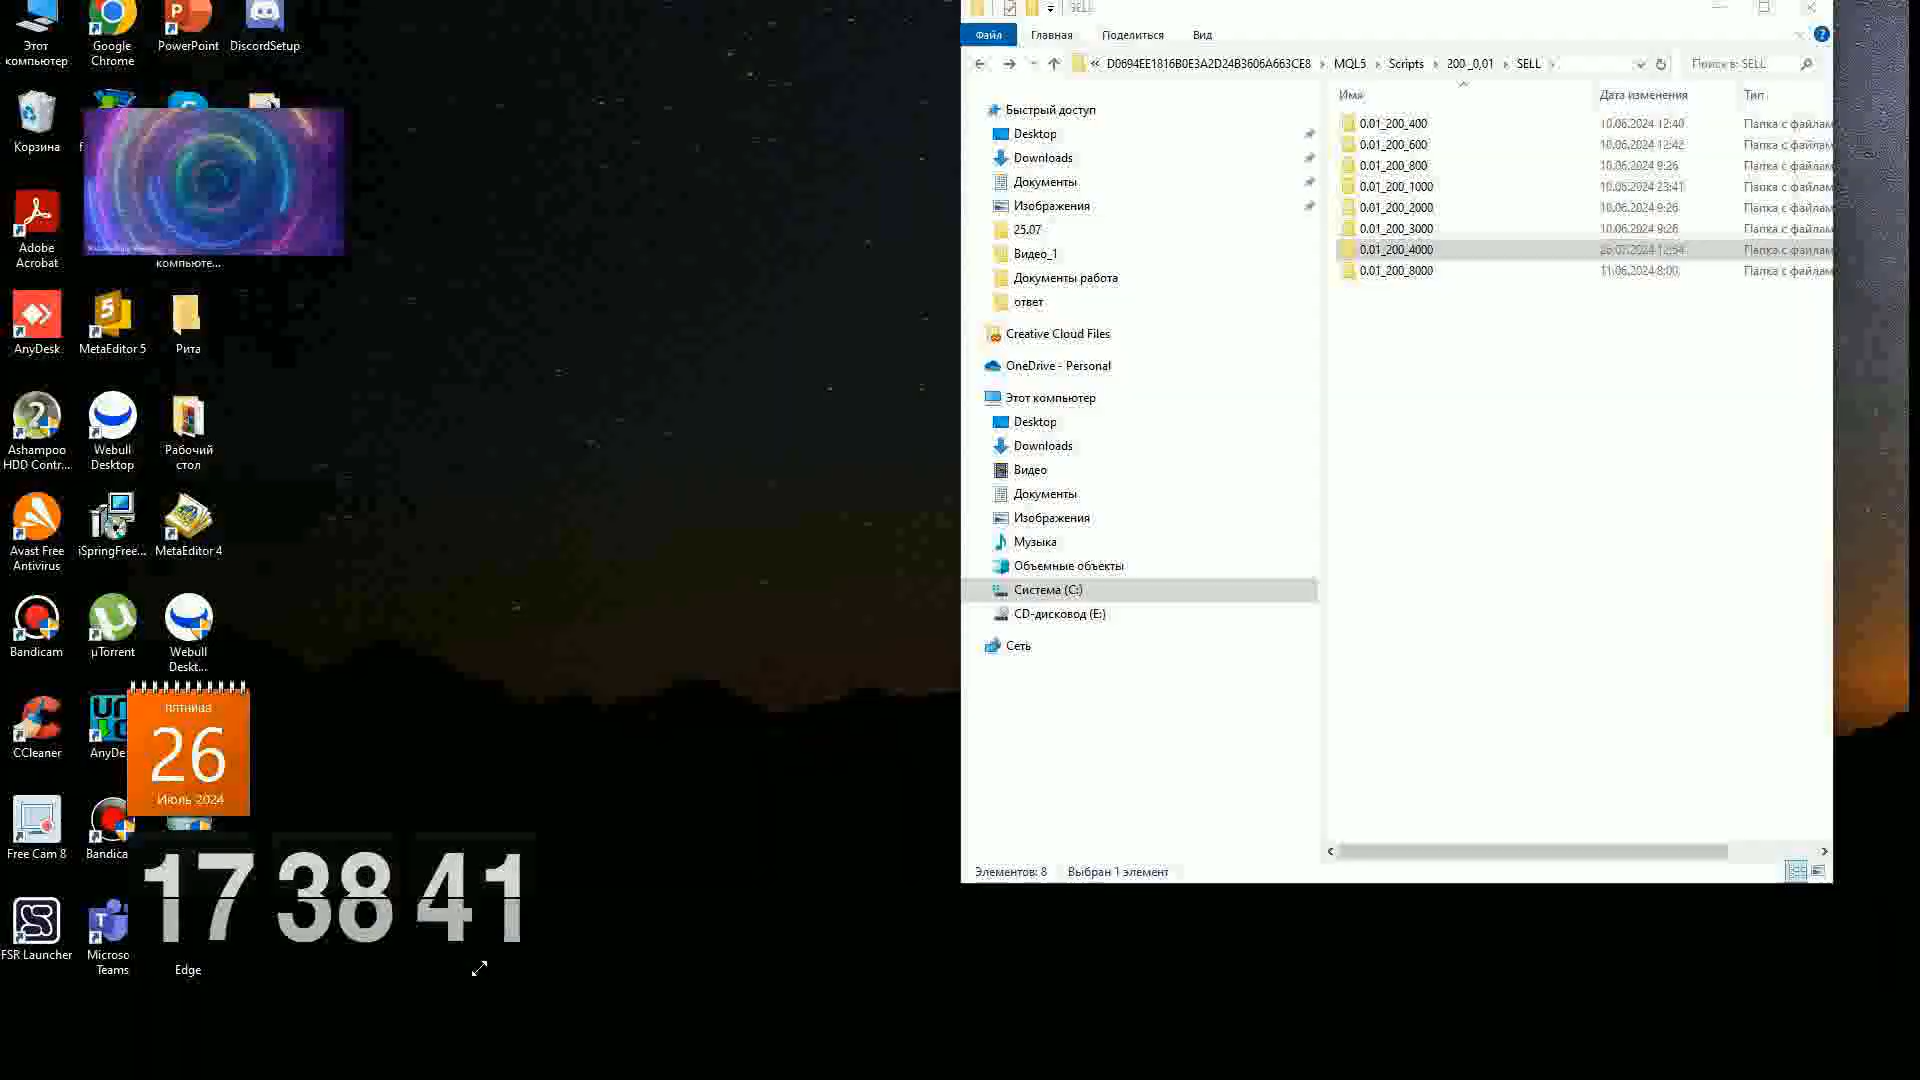 Этот
компьютер
Google
Chrome
PowerPoint
DiscordSetup
Корзина
Adobe
Acrobat
компьюте...
AnyDesk
MetaEditor 5
Рита
Ashampoo
HDD Contr...
Webull
Desktop
Рабочий
стол
Avast Free
Antivirus
iSpringFree...
MetaEditor 4
Bandicam
µTorrent
Webull
Deskt...
CCleaner
AnyDe
пятница
26
Июль 2024
Free Cam 8
Bandica
17 38 41
FSR Launcher
Microso
Teams
Edge
SELL
Файл
Главная
Поделиться
Вид
« D0694EE1816B0E3A2D24B3606A663CE8 › MQL5 › Scripts › 200_0,01 › SELL ›
Поиск в: SELL
Быстрый доступ
Desktop
Downloads
Документы
Изображения
25.07
Видео_1
Документы работа
ответ
Creative Cloud Files
OneDrive - Personal
Этот компьютер
Desktop
Downloads
Видео
Документы
Изображения
Музыка
Объемные объекты
Система (C:)
CD-дисковод (E:)
Сеть
Имя Дата изменения Тип
0.01_200_400 10.06.2024 12:40 Папка с файлам
0.01_200_600 10.06.2024 12:42 Папка с файлам
0.01_200_800 10.06.2024 9:26 Папка с файлам
0.01_200_1000 10.06.2024 23:41 Папка с файлам
0.01_200_2000 10.06.2024 9:26 Папка с файлам
0.01_200_3000 10.06.2024 9:26 Папка с файлам
0.01_200_4000 Папка с файлам
0.01_200_8000 11.06.2024 8:00 Папка с файлам
Элементов: 8
Выбран 1 элемент